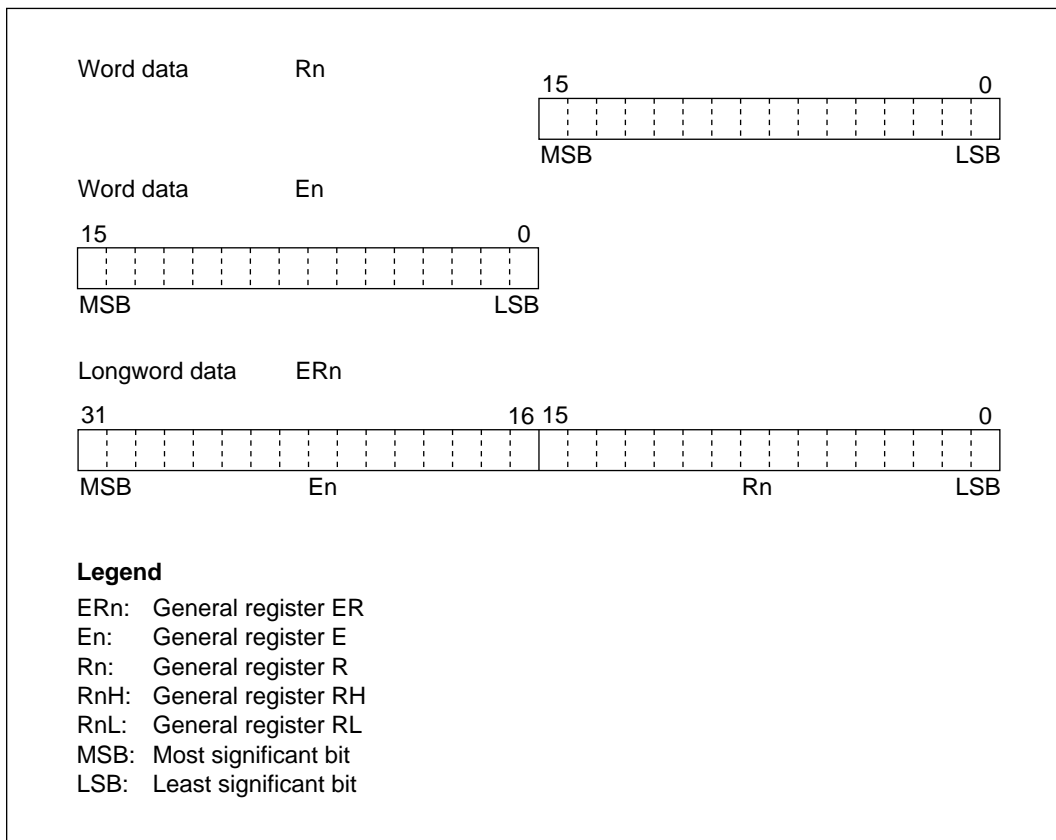 Word data Rn
15 0
MSB LSB
Word data En
15 0
MSB LSB
Longword data ERn
31 16 15 0
MSB En Rn LSB
Legend
ERn: General register ER
En: General register E
Rn: General register R
RnH: General register RH
RnL: General register RL
MSB: Most significant bit
LSB: Least significant bit